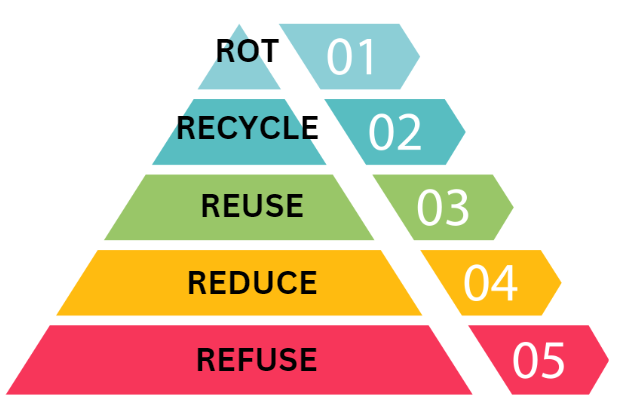 ROT 01
RECYCLE 02
REUSE 03
REDUCE 04
REFUSE 05